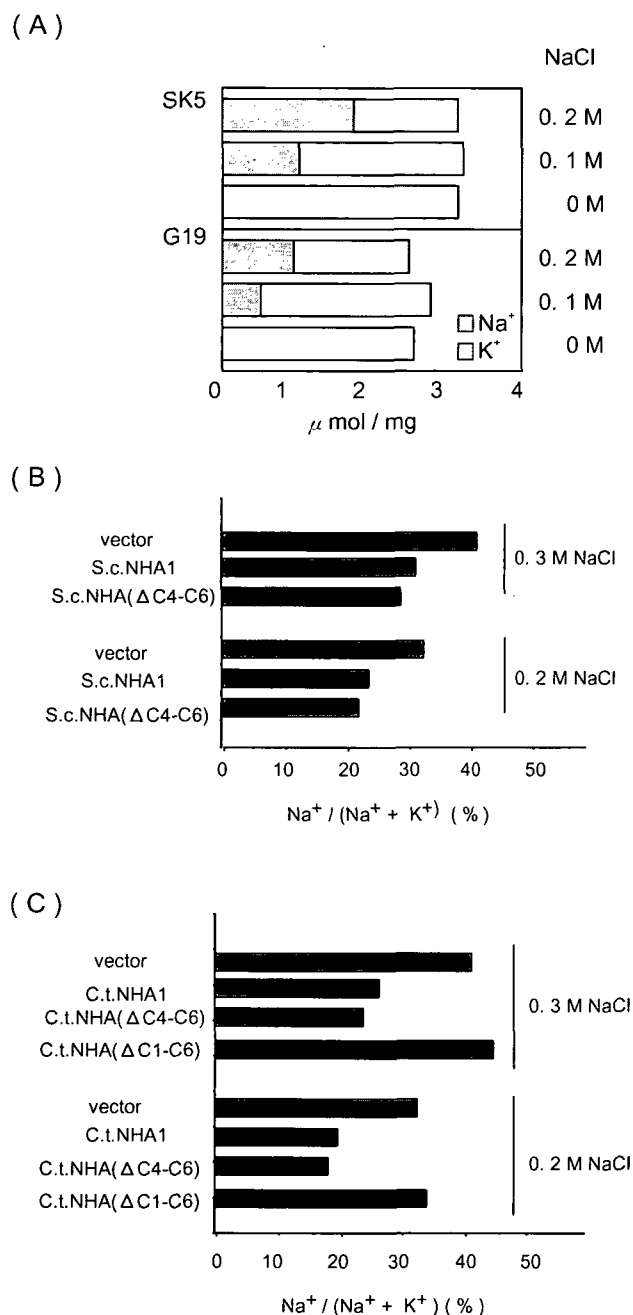 (A)
NaCl
SK5
0. 2 M
0. 1 M
0 M
G19
0. 2 M
0. 1 M
0 M
Na⁺
K⁺
0 1 2 3 4
μ mol / mg
(B)
vector
S.c.NHA1
S.c.NHA(ΔC4-C6)
0. 3 M NaCl
vector
S.c.NHA1
S.c.NHA(ΔC4-C6)
0. 2 M NaCl
0 10 20 30 40 50
Na⁺ / (Na⁺ + K⁺) (%)
(C)
vector
C.t.NHA1
C.t.NHA(ΔC4-C6)
C.t.NHA(ΔC1-C6)
0. 3 M NaCl
vector
C.t.NHA1
C.t.NHA(ΔC4-C6)
C.t.NHA(ΔC1-C6)
0. 2 M NaCl
0 10 20 30 40 50
Na⁺ / (Na⁺ + K⁺) (%)